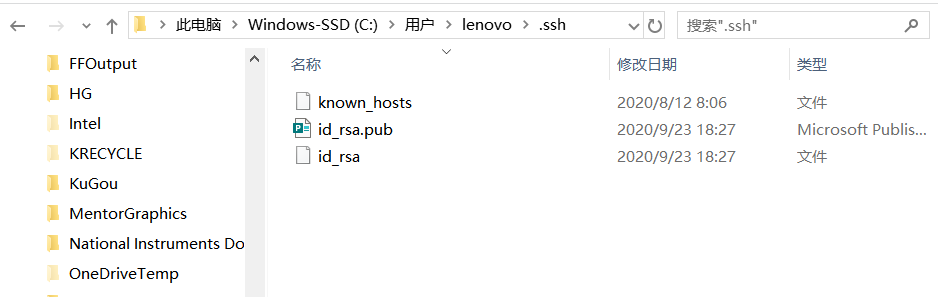 此电脑 Windows-SSD (C:) 用户 lenovo .ssh 搜索".ssh"
FFOutput
HG
Intel
KRECYCLE
KuGou
MentorGraphics
National Instruments Do
OneDriveTemp
名称 修改日期 类型
known_hosts 2020/8/12 8:06 文件
id_rsa.pub 2020/9/23 18:27 Microsoft Publis...
id_rsa 2020/9/23 18:27 文件